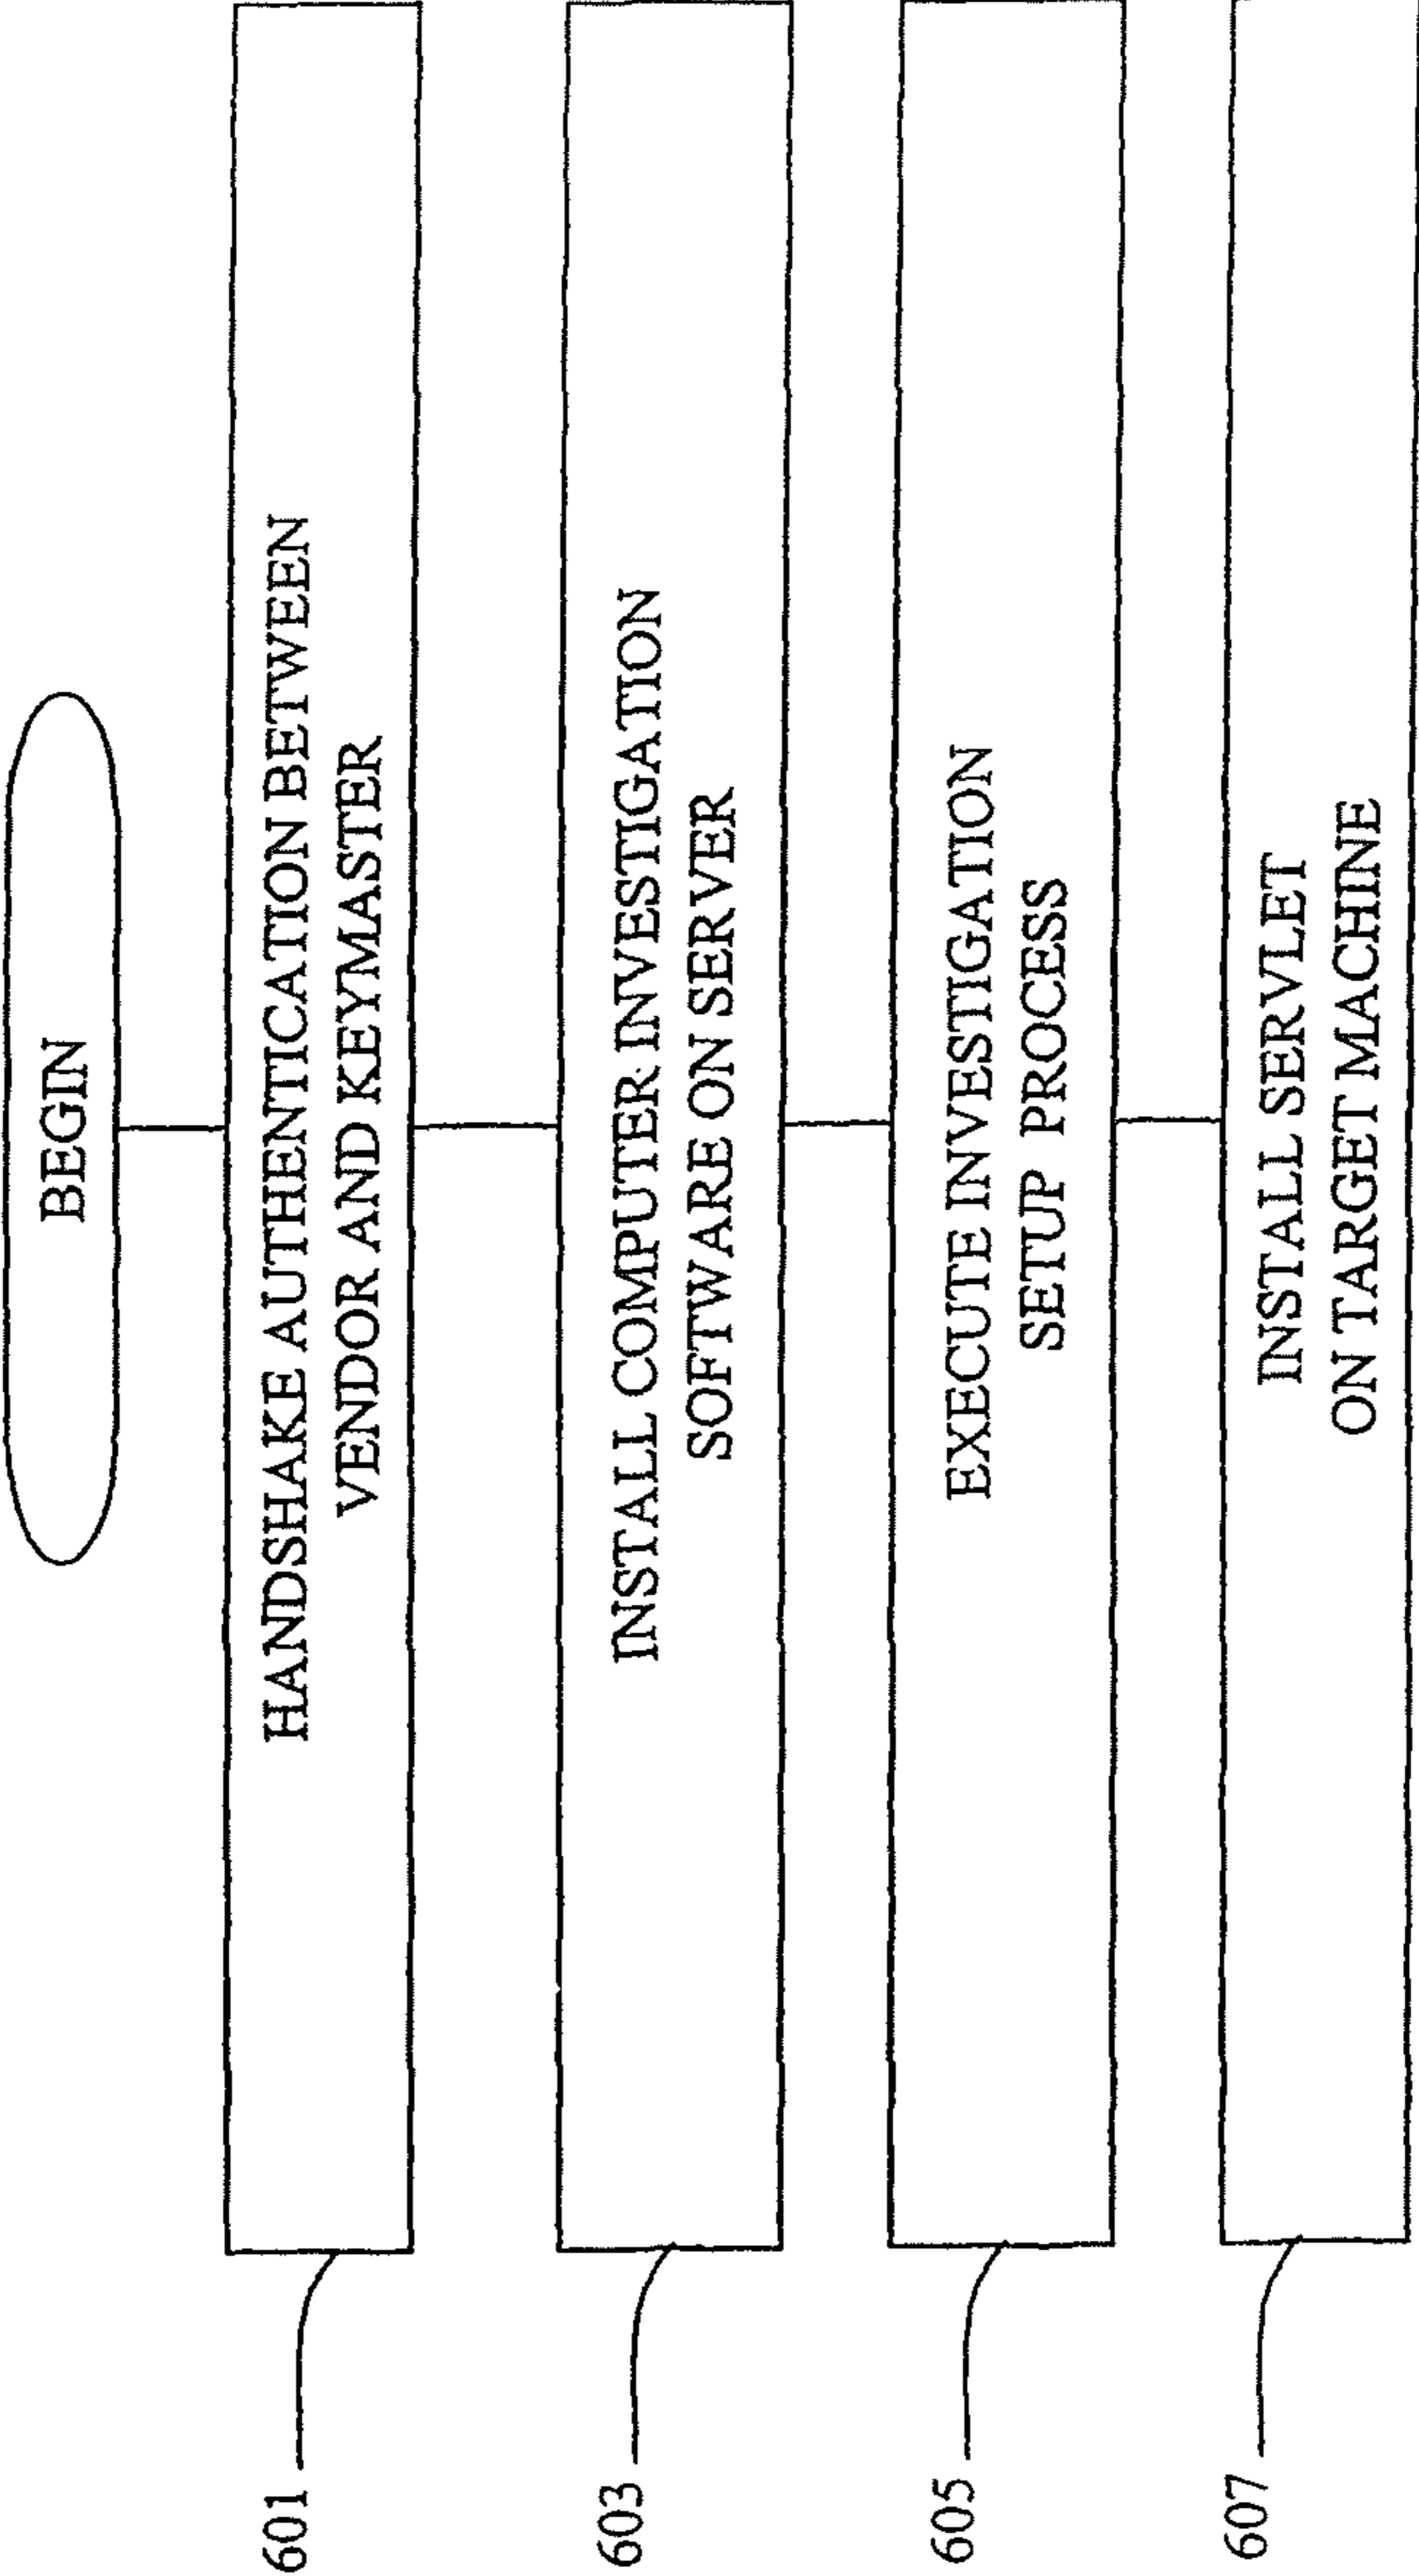 BEGIN
601
HANDSHAKE AUTHENTICATION BETWEEN
VENDOR AND KEYMASTER
603
INSTALL COMPUTER INVESTIGATION
SOFTWARE ON SERVER
605
EXECUTE INVESTIGATION
SETUP PROCESS
607
INSTALL SERVLET
ON TARGET MACHINE